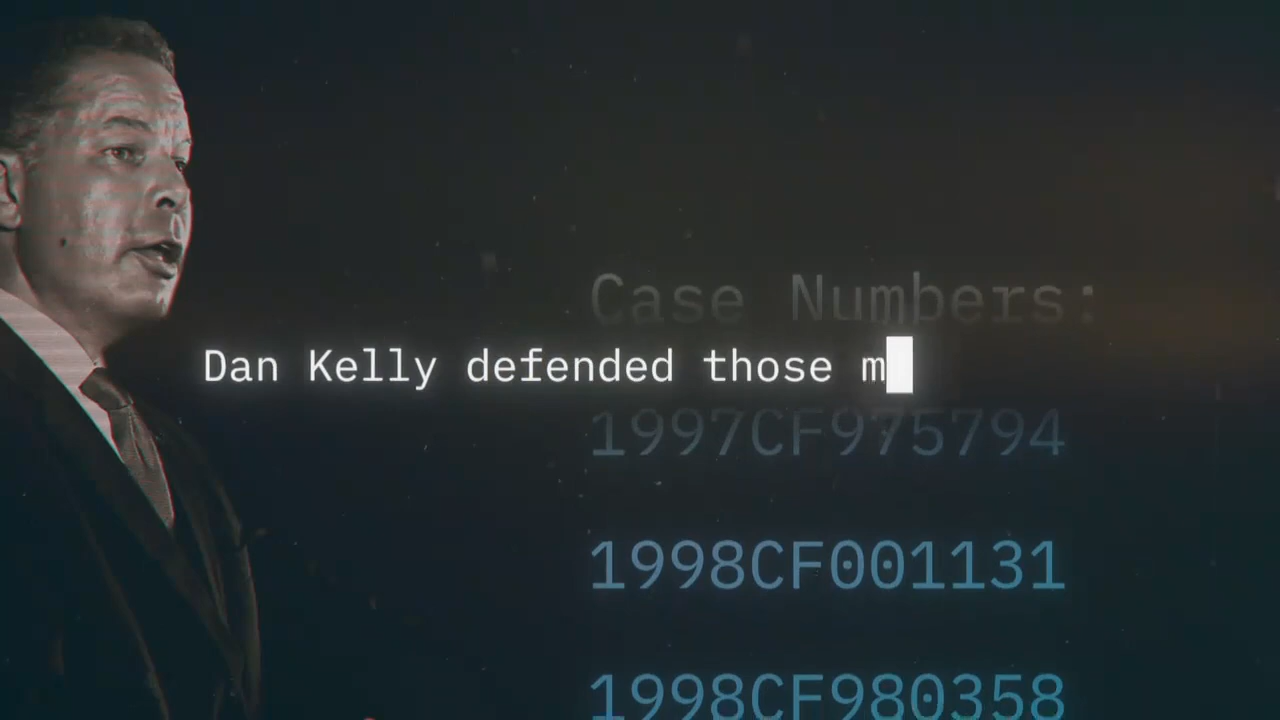 Case Numbers:
Dan Kelly defended those m
1997CF975794
1998CF001131
1998CF980358